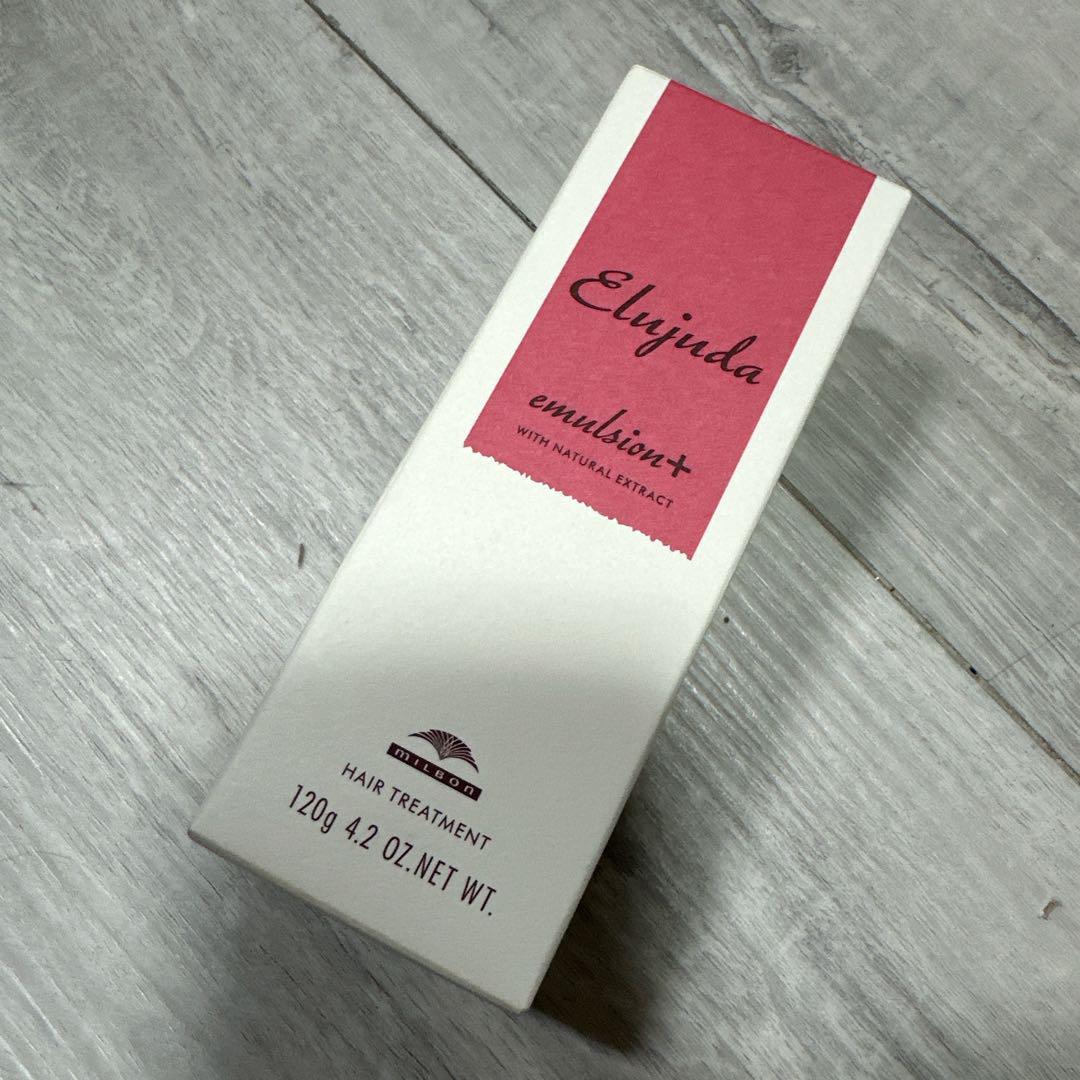 Elujuda
emulsion+
WITH NATURAL EXTRACT
MILBON
HAIR TREATMENT
120g 4.2 OZ.NET WT.